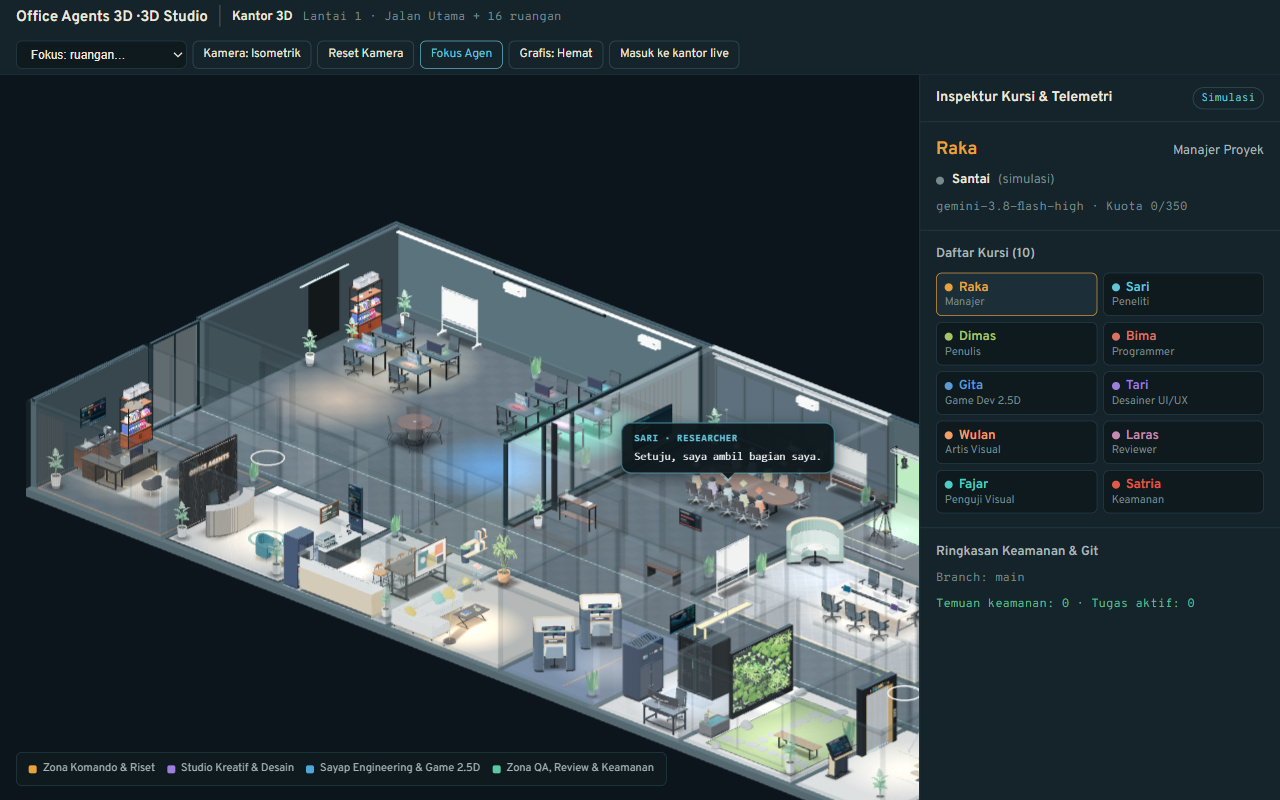 Office Agents 3D ·3D Studio
Kantor 3D
Lantai 1 · Jalan Utama + 16 ruangan
Fokus: ruangan...
Kamera: Isometrik
Reset Kamera
Fokus Agen
Grafis: Hemat
Masuk ke kantor live
OFFICE AGENTS
SARI · RESEARCHER
Setuju, saya ambil bagian saya.
Zona Komando & Riset
Studio Kreatif & Desain
Sayap Engineering & Game 2.5D
Zona QA, Review & Keamanan
Inspektur Kursi & Telemetri
Simulasi
Raka
Manajer Proyek
Santai (simulasi)
gemini-3.8-flash-high · Kuota 0/350
Daftar Kursi (10)
Raka
Manajer
Sari
Peneliti
Dimas
Penulis
Bima
Programmer
Gita
Game Dev 2.5D
Tari
Desainer UI/UX
Wulan
Artis Visual
Laras
Reviewer
Fajar
Penguji Visual
Satria
Keamanan
Ringkasan Keamanan & Git
Branch: main
Temuan keamanan: 0 · Tugas aktif: 0